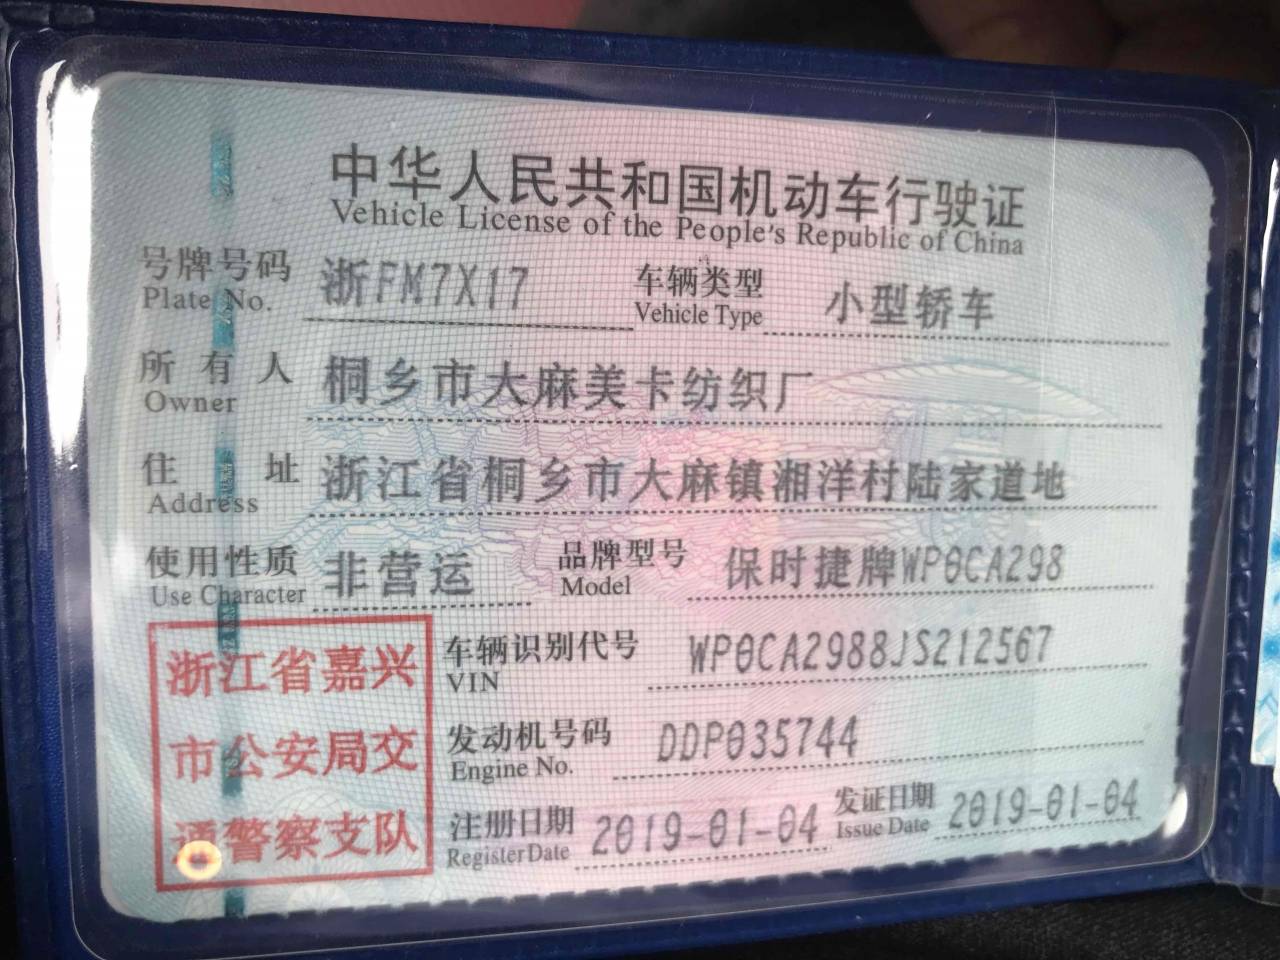 中华人民共和国机动车行驶证
Vehicle License of the People's Republic of China
号牌号码 浙FM7X17 车辆类型 小型轿车
Plate No. Vehicle Type
所有人 桐乡市大麻美卡纺织厂
Owner
住址 浙江省桐乡市大麻镇湘洋村陆家道地
Address
使用性质 非营运 品牌型号 保时捷牌WP0CA298
Use Character Model
浙江省嘉兴
市公安局交
通警察支队
车辆识别代号 WP0CA2988JS212567
VIN
发动机号码 DDP035744
Engine No.
注册日期 2019-01-04 发证日期 2019-01-04
Register Date Issue Date